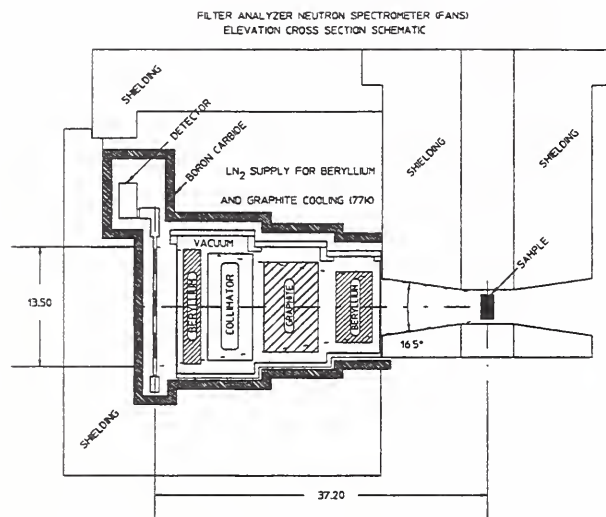 FILTER ANALYZER NEUTRON SPECTROMETER (FANS)
ELEVATION CROSS SECTION SCHEMATIC
SHIELDING
DETECTOR
BORON CARBIDE
LN2 SUPPLY FOR BERYLLIUM
AND GRAPHITE COOLING (77K)
SHIELDING
SHIELDING
SAMPLE
VACUUM
BERYLLIUM
COLLIMATOR
GRAPHITE
BERYLLIUM
13.50
16.5°
SHIELDING
37.20